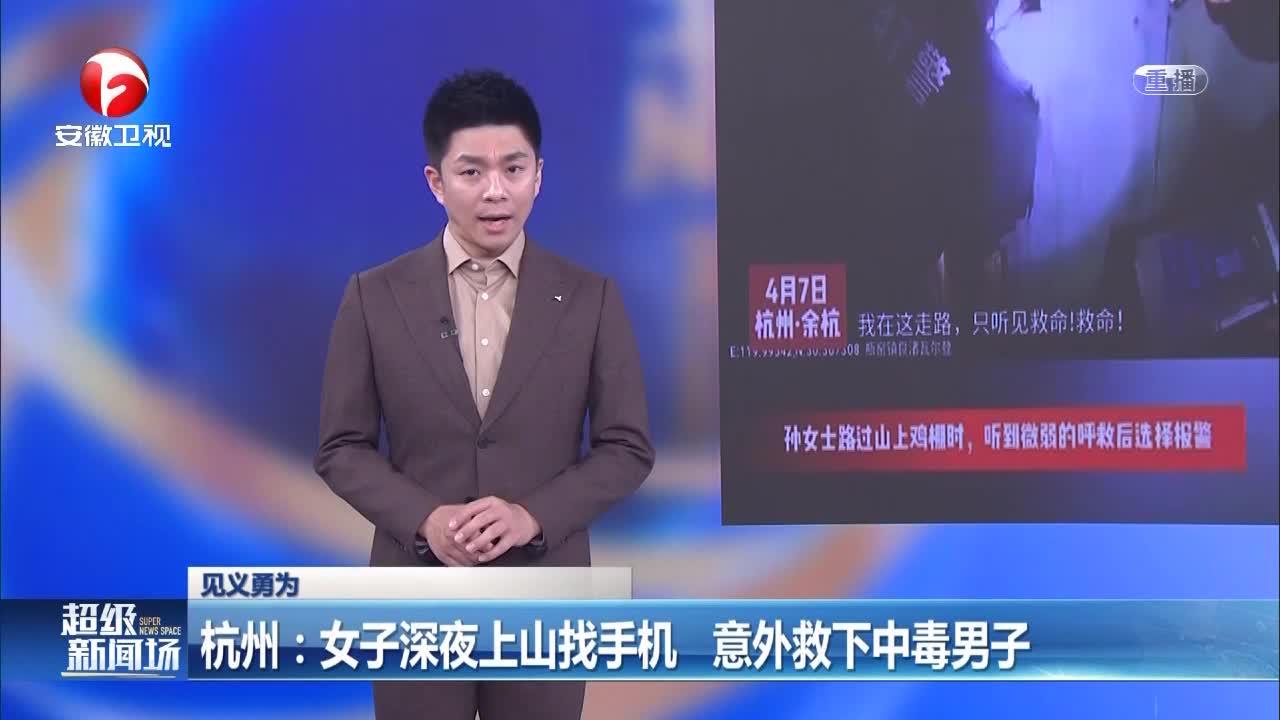 安徽卫视
重播
4月7日
杭州·余杭
我在这走路，只听见救命!救命！
孙女士路过山上鸡棚时，听到微弱的呼救后选择报警
见义勇为
超级新闻场
SUPER
NEWS SPACE
杭州：女子深夜上山找手机 意外救下中毒男子